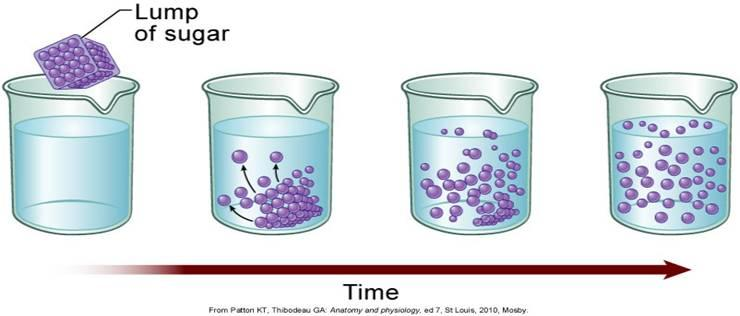 Lump
of sugar
Time
From Patton KT, Thibodeau GA: Anatomy and physiology, ed 7, St Louis, 2010, Mosby.